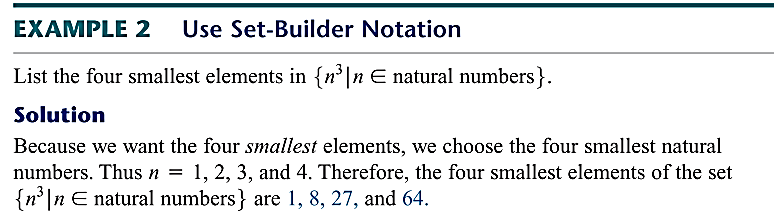 EXAMPLE 2 Use Set-Builder Notation
List the four smallest elements in {n³|n ∈ natural numbers}.
Solution
Because we want the four smallest elements, we choose the four smallest natural
numbers. Thus n = 1, 2, 3, and 4. Therefore, the four smallest elements of the set
{n³|n ∈ natural numbers} are 1, 8, 27, and 64.